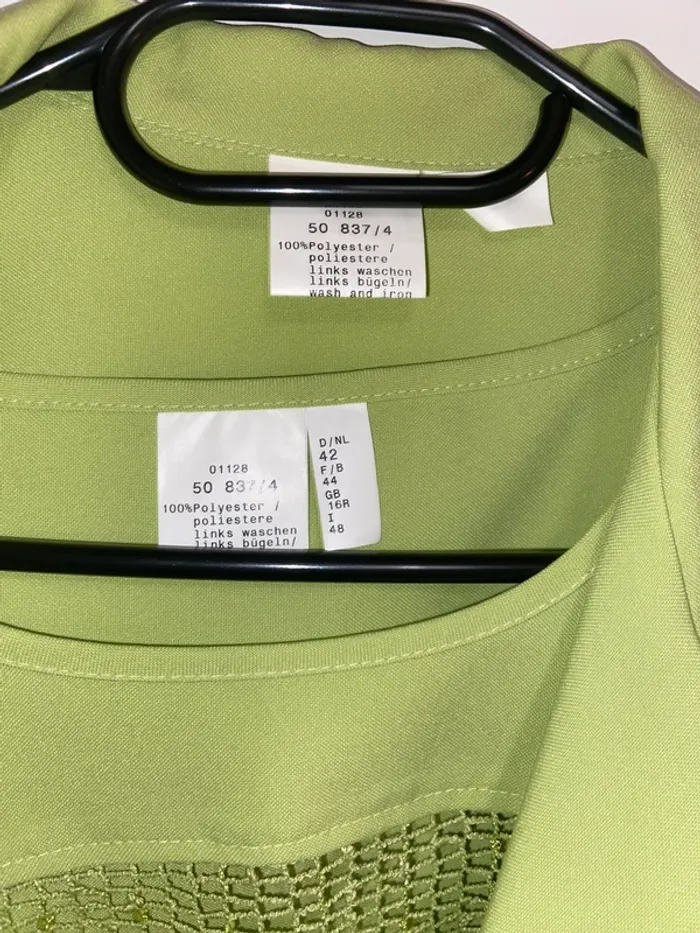 01128
50 837/4
100%Polyester /
poliestere
links waschen
links bügeln/
wash and iron
01128
50 837/4
100%Polyester /
poliestere
links waschen
links bügeln/
D/NL
42
F/B
44
GB
16R
I
48